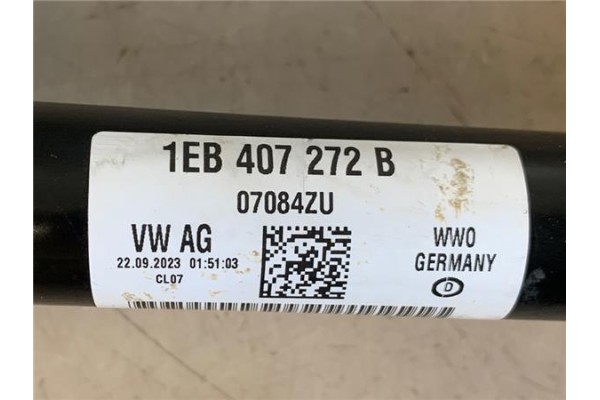 1EB 407 272 B
07084ZU
VW AG
22.09.2023 01:51:03
CL07
WWO
GERMANY
D